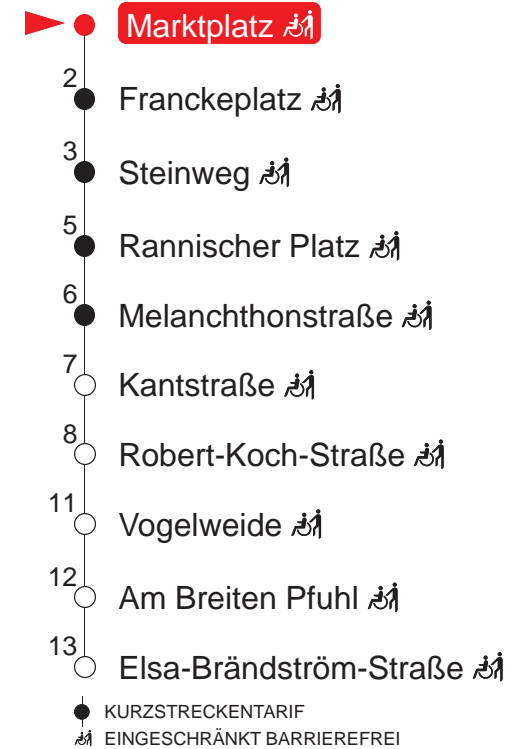 Marktplatz
2
Franckeplatz
3
Steinweg
5
Rannischer Platz
6
Melanchthonstraße
7
Kantstraße
8
Robert-Koch-Straße
11
Vogelweide
12
Am Breiten Pfuhl
13
Elsa-Brändström-Straße
KURZSTRECKENTARIF
EINGESCHRÄNKT BARRIEREFREI